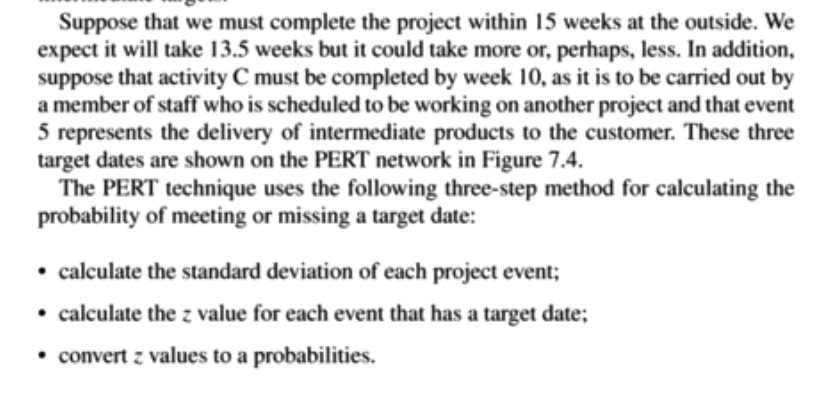 Suppose that we must complete the project within 15 weeks at the outside. We
expect it will take 13.5 weeks but it could take more or, perhaps, less. In addition,
suppose that activity C must be completed by week 10, as it is to be carried out by
a member of staff who is scheduled to be working on another project and that event
5 represents the delivery of intermediate products to the customer. These three
target dates are shown on the PERT network in Figure 7.4.
The PERT technique uses the following three-step method for calculating the
probability of meeting or missing a target date:
• calculate the standard deviation of each project event;
• calculate the z value for each event that has a target date;
• convert z values to a probabilities.